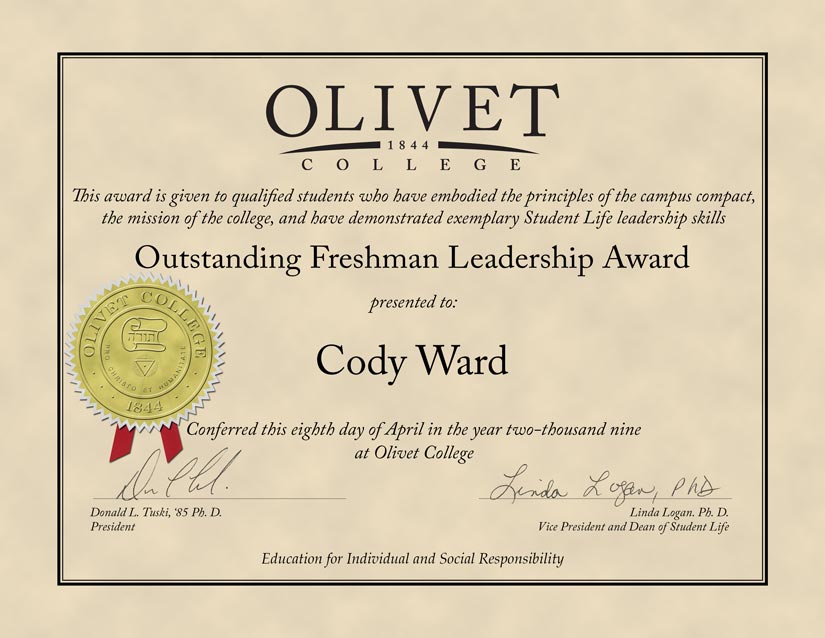 OLIVET
1844
COLLEGE
This award is given to qualified students who have embodied the principles of the campus compact,
the mission of the college, and have demonstrated exemplary Student Life leadership skills
Outstanding Freshman Leadership Award
presented to:
Cody Ward
OLIVET COLLEGE
תורה
PRO CHRISTO ET HUMANITATE
1844
Conferred this eighth day of April in the year two-thousand nine
at Olivet College
Linda Logan, PhD
Donald L. Tuski, '85 Ph. D.
President
Linda Logan. Ph. D.
Vice President and Dean of Student Life
Education for Individual and Social Responsibility